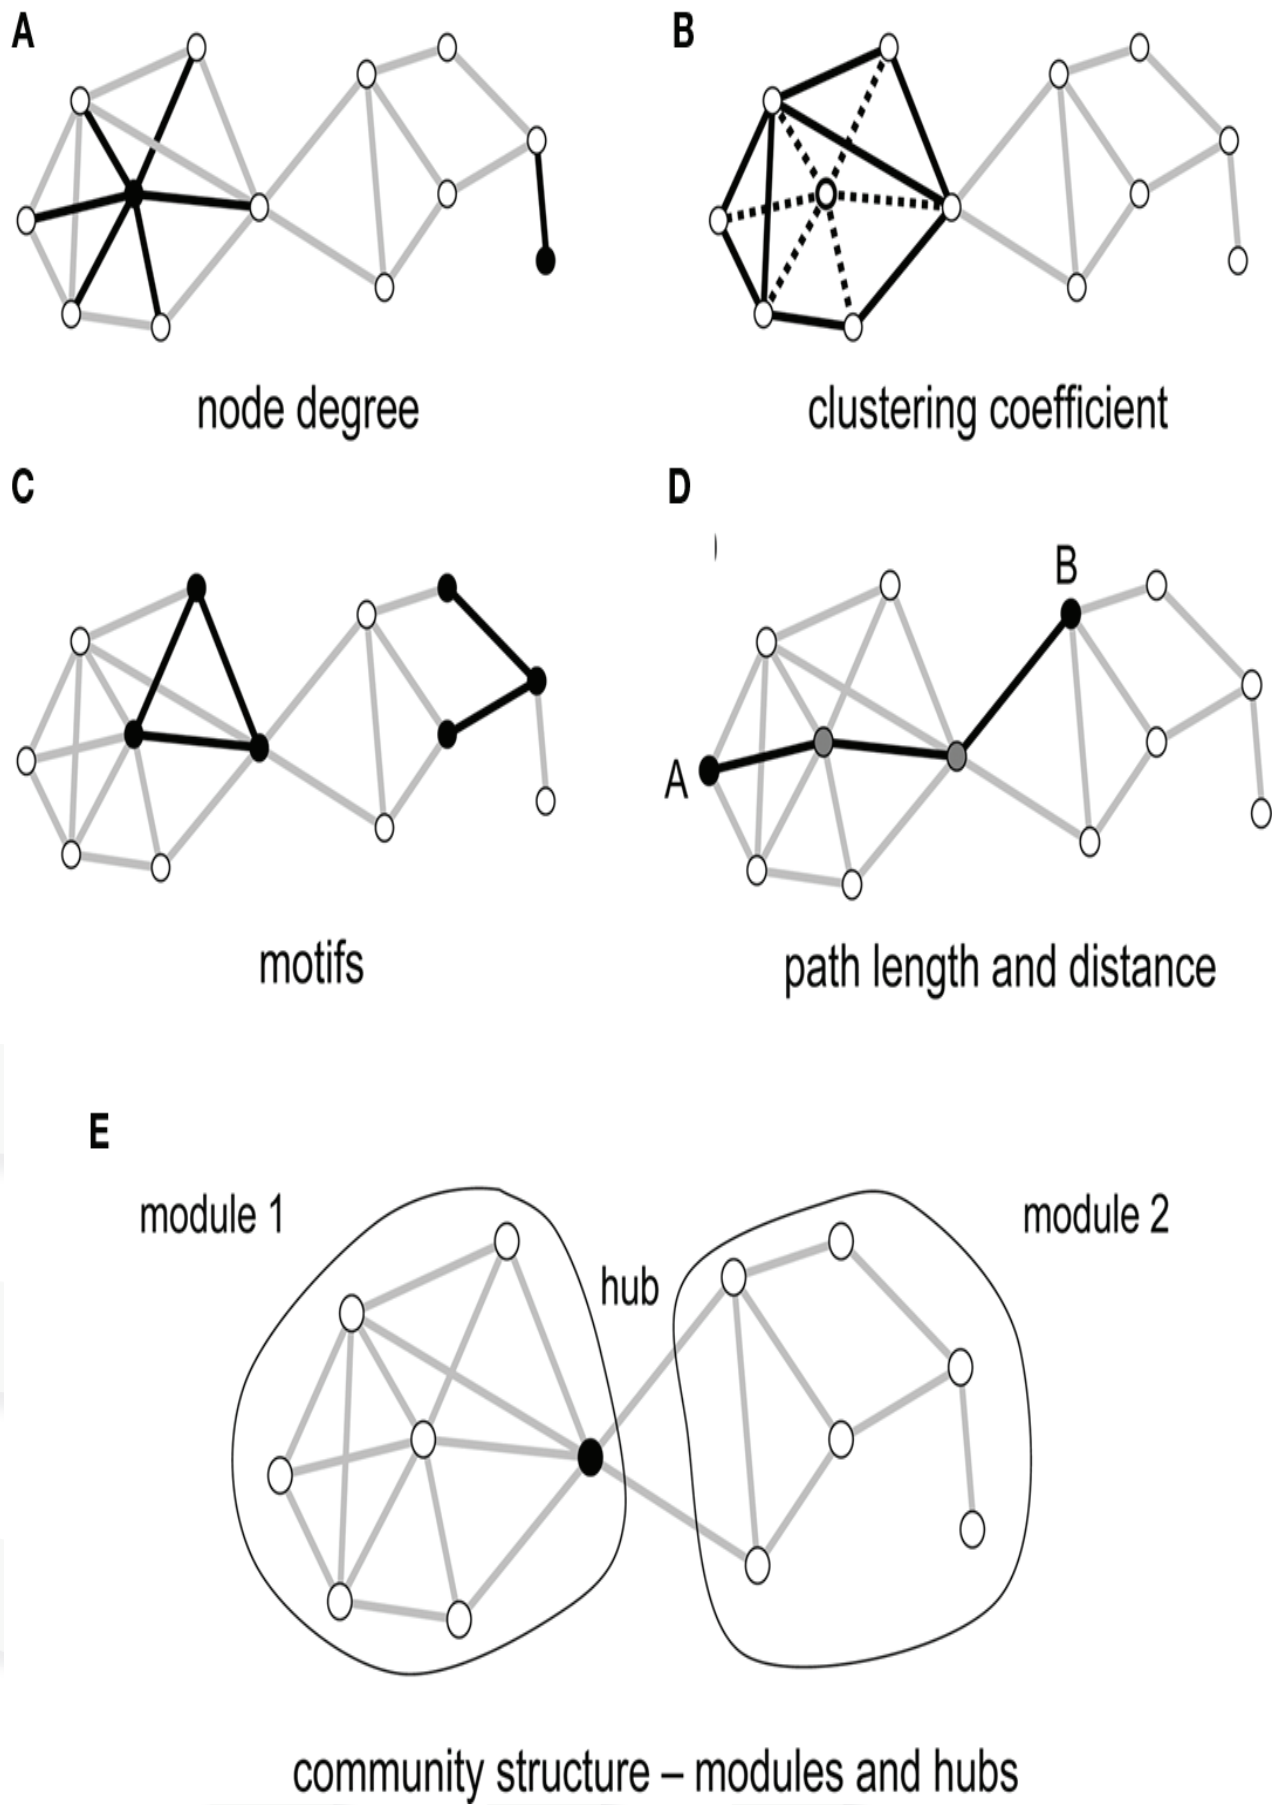 A
B
node degree
clustering coefficient
C
D
B
A
motifs
path length and distance
E
module 1
module 2
hub
community structure – modules and hubs